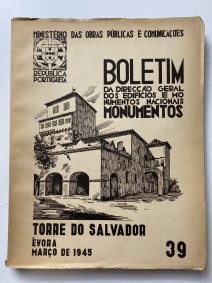 MINISTÉRIO DAS OBRAS PÚBLICAS E COMUNICAÇÕES
REPÚBLICA
PORTUGUESA
BOLETIM
DA DIRECÇÃO GERAL
DOS EDIFÍCIOS E MO
NUMENTOS NACIONAIS
MONUMENTOS
TORRE DO SALVADOR
ÉVORA
MARÇO DE 1945
39